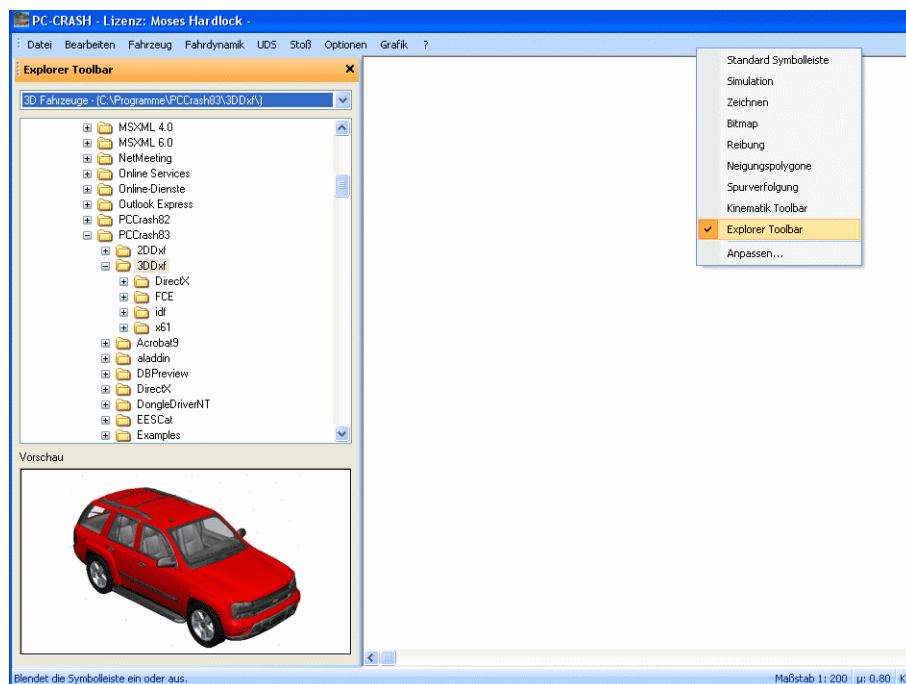 PC-CRASH - Lizenz: Moses Hardlock -
Datei Bearbeiten Fahrzeug Fahrdynamik UDS Stoß Optionen Grafik ?
Explorer Toolbar
3D Fahrzeuge - (C:\Programme\PCCrash83\3DDxf\)
MSXML 4.0
MSXML 6.0
NetMeeting
Online Services
Online-Dienste
Outlook Express
PCCrash82
PCCrash83
2DDxf
3DDxf
DirectX
FCE
idf
x61
Acrobat9
aladdin
DBPreview
DirectX
DongleDriverNT
EESCat
Examples
Vorschau
Standard Symbolleiste
Simulation
Zeichnen
Bitmap
Reibung
Neigungspolygone
Spurverfolgung
Kinematik Toolbar
Explorer Toolbar
Anpassen...
Blendet die Symbolleiste ein oder aus.
Maßstab 1: 200 µ: 0.80 K